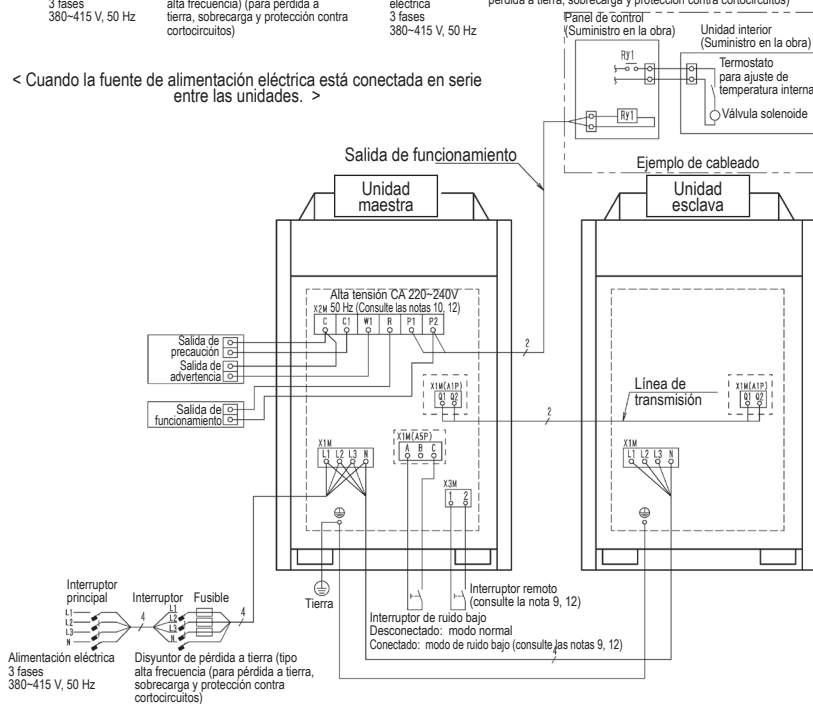 3 fases
380~415 V, 50 Hz
alta frecuencia) (para pérdida a
tierra, sobrecarga y protección contra
cortocircuitos)
eléctrica
3 fases
380~415 V, 50 Hz
pérdida a tierra, sobrecarga y protección contra cortocircuitos)
< Cuando la fuente de alimentación eléctrica está conectada en serie
entre las unidades. >
Panel de control
(Suministro en la obra)
Ry1
Ry1
Unidad interior
(Suministro en la obra)
Termostato
para ajuste de
temperatura interna
Válvula solenoide
Ejemplo de cableado
Salida de funcionamiento
Unidad
maestra
Unidad
esclava
Alta tensión CA 220~240V
X2M 50 Hz (Consulte las notas 10, 12)
C C1 W1 R P1 P2
Salida de
precaución
Salida de
advertencia
Salida de
funcionamiento
2
2
X1M(A1P)
Q1 Q2
Línea de
transmisión
X1M(A1P)
Q1 Q2
X1M(A5P)
A B C
X1M
L1 L2 L3 N
X3M
1 2
X1M
L1 L2 L3 N
Tierra
Interruptor remoto
(consulte la nota 9, 12)
Interruptor de ruido bajo
Desconectado: modo normal
Conectado: modo de ruido bajo (consulte las notas 9, 12)
4
Interruptor
principal
Interruptor
Fusible
L1
L2
L3
N
4
L1
L2
L3
N
4
Alimentación eléctrica
3 fases
380~415 V, 50 Hz
Disyuntor de pérdida a tierra (tipo
alta frecuencia (para pérdida a tierra,
sobrecarga y protección contra
cortocircuitos)